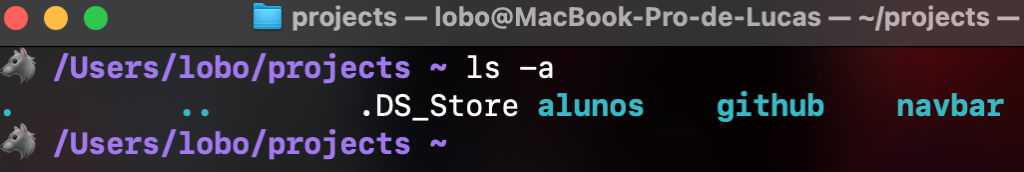 projects — lobo@MacBook-Pro-de-Lucas — ~/projects —
/Users/lobo/projects ~ ls -a
. .. .DS_Store alunos github navbar
/Users/lobo/projects ~